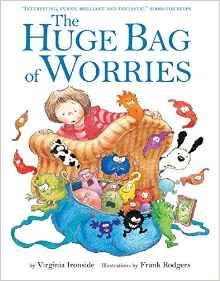 "INTERESTING, FUNNY, BRILLIANT AND FANTASTIC."
The
HUGE BAG
of WORRIES
by Virginia Ironside Illustrations by Frank Rodgers